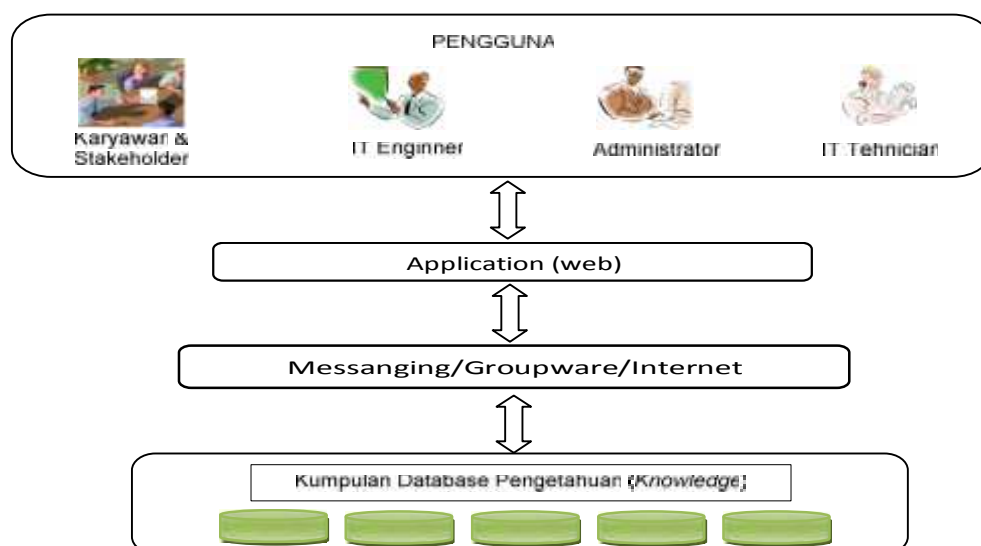 PENGGUNA
Karyawan &
Stakeholder
IT Enginner
Administrator
IT Tehnician
Application (web)
Messanging/Groupware/Internet
Kumpulan Database Pengetahuan (Knowledge)